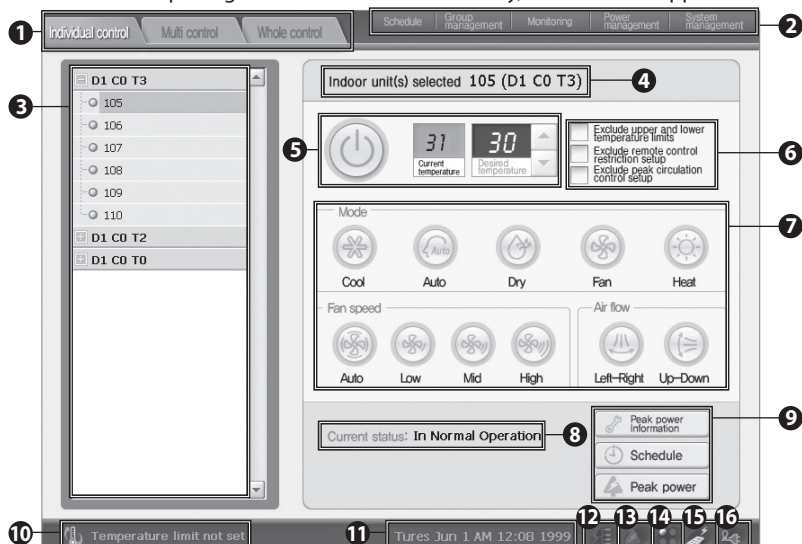 Individual control Multi control Whole control
Schedule Group management Monitoring Power management System management
1
2
3
D1 C0 T3
105
106
107
108
109
110
D1 C0 T2
D1 C0 T0
Indoor unit(s) selected 105 (D1 C0 T3)
4
5
31
Current temperature
30
Desired temperature
Exclude upper and lower temperature limits
Exclude remote control restriction setup
Exclude peak circulation control setup
6
Mode
7
Cool Auto Dry Fan Heat
Fan speed
Auto Low Mid High
Air flow
Left-Right Up-Down
Current status: In Normal Operation
8
Peak power Information
Schedule
Peak power
9
10
Temperature limit not set
11
Tures Jun 1 AM 12:08 1999
12 13 14 15 16